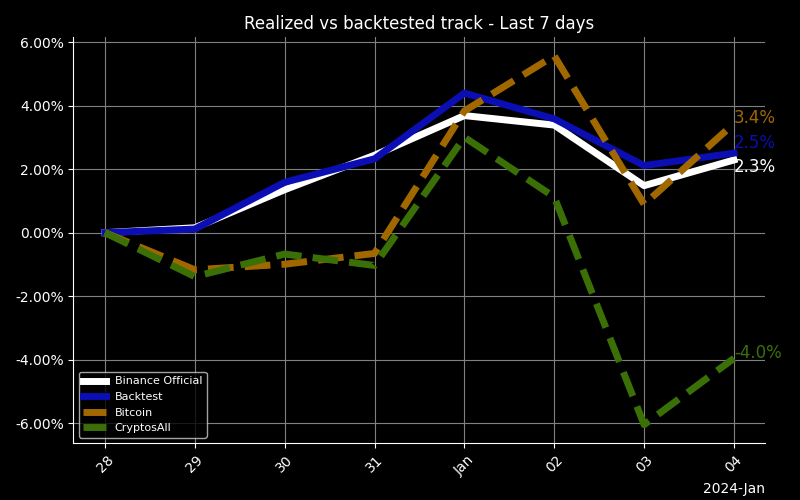 Realized vs backtested track - Last 7 days
6.00%
4.00%
2.00%
0.00%
-2.00%
-4.00%
-6.00%
3.4%
2.5%
2.3%
-4.0%
Binance Official
Backtest
Bitcoin
CryptosAll
28
29
30
31
Jan
02
03
04
2024-Jan